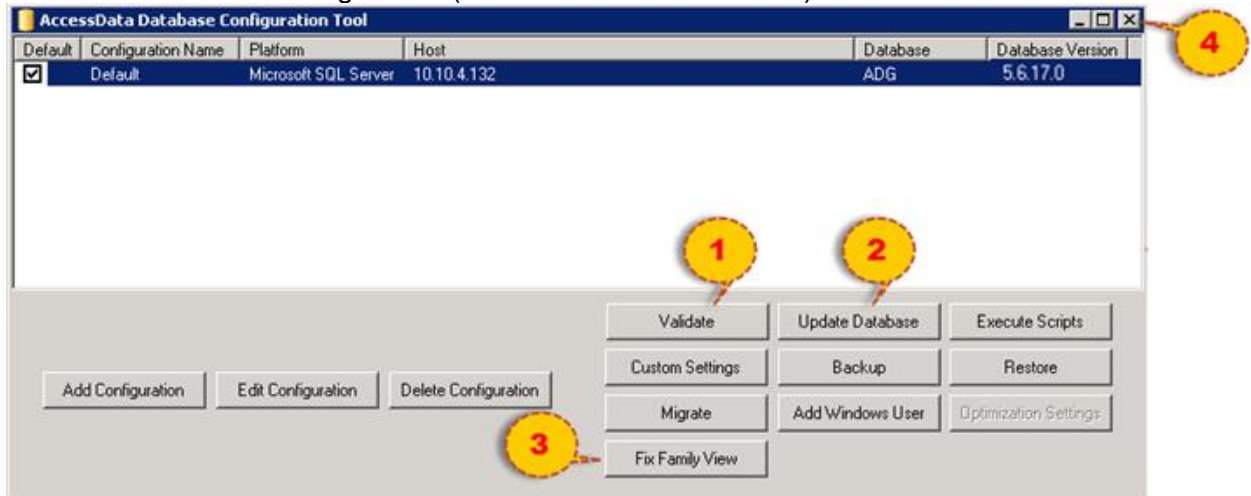 AccessData Database Configuration Tool
4
Default Configuration Name Platform Host Database Database Version
Default Microsoft SQL Server 10.10.4.132 ADG 5.6.17.0
1 2
Validate Update Database Execute Scripts
Custom Settings Backup Restore
Add Configuration Edit Configuration Delete Configuration
Migrate Add Windows User Optimization Settings
3
Fix Family View